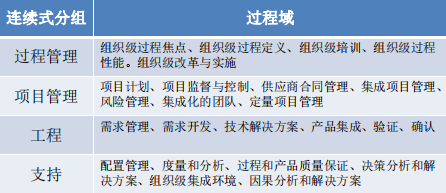 连续式分组 过程域
过程管理 组织级过程焦点、组织级过程定义、组织级培训、组织级过程
性能。组织级改革与实施
项目管理 项目计划、项目监督与控制、供应商合同管理、集成项目管理、
风险管理、集成化的团队、定量项目管理
工程 需求管理、需求开发、技术解决方案、产品集成、验证、确认
支持 配置管理、度量和分析、过程和产品质量保证、决策分析和解
决方案、组织级集成环境、因果分析和解决方案